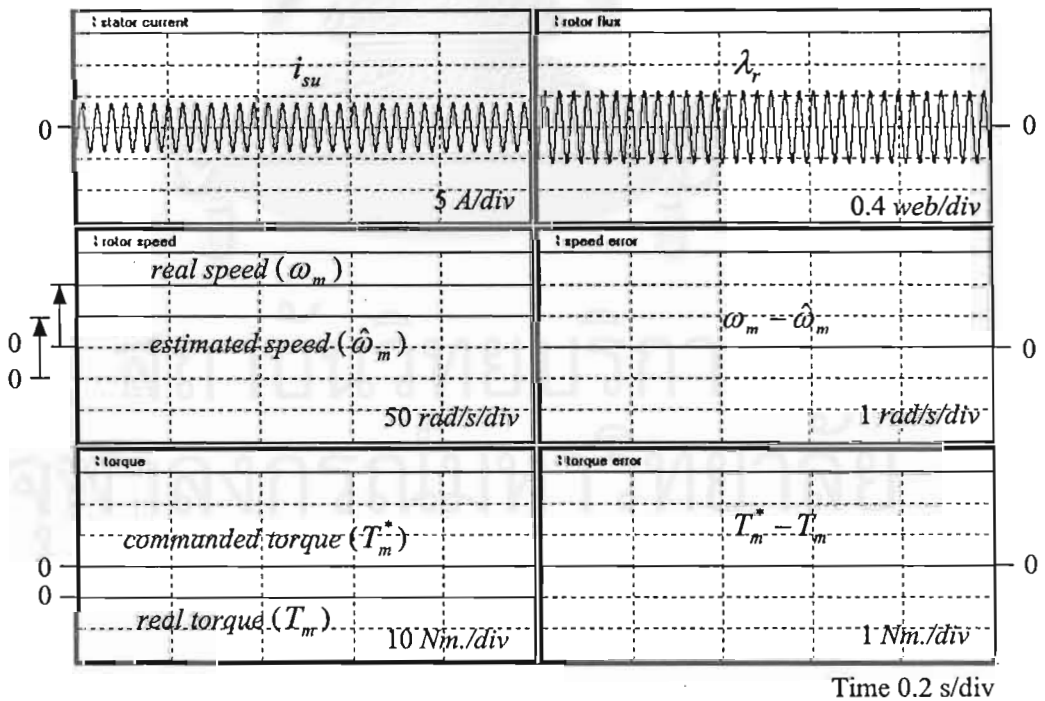 stator current
rotor flux
i_su
λ_r
0
0
5 A/div
0.4 web/div
rotor speed
speed error
real speed (ω_m)
ω_m − ω̂_m
estimated speed (ω̂_m)
0
0
0
50 rad/s/div
1 rad/s/div
torque
torque error
commanded torque (T_m^*)
T_m^* − T_m
0
0
0
real torque (T_m)
10 Nm./div
1 Nm./div
Time 0.2 s/div